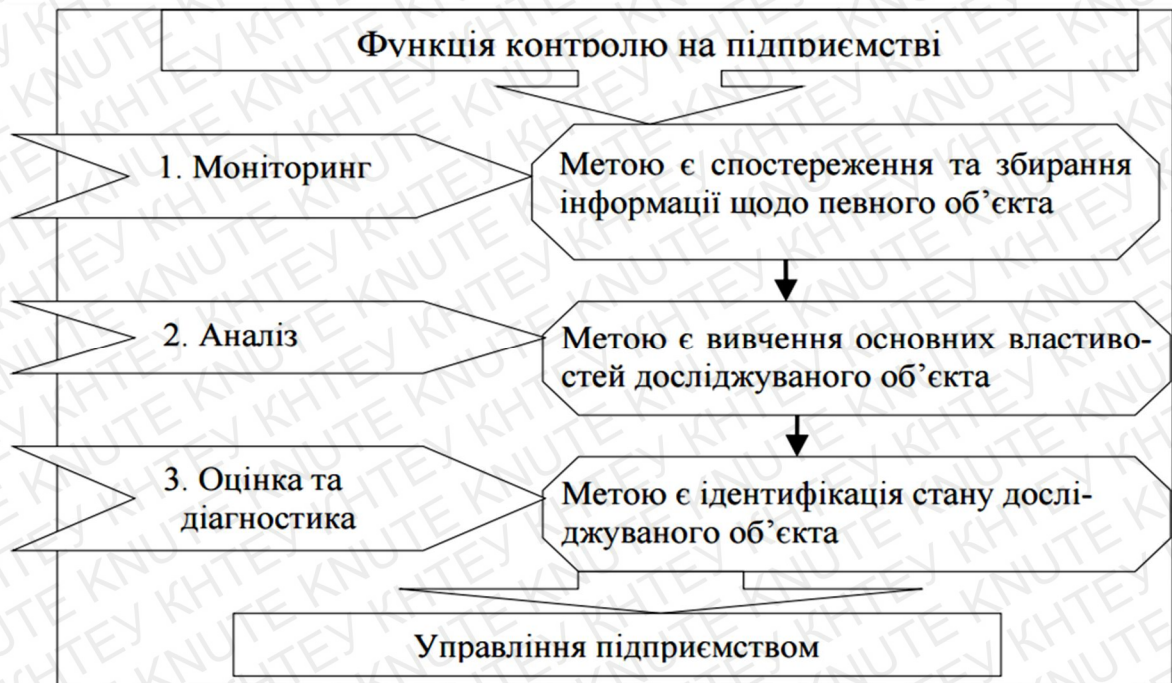 Функція контролю на підприємстві
1. Моніторинг
Метою є спостереження та збирання
інформації щодо певного об’єкта
2. Аналіз
Метою є вивчення основних властиво-
стей досліджуваного об’єкта
3. Оцінка та
діагностика
Метою є ідентифікація стану дослі-
джуваного об’єкта
Управління підприємством